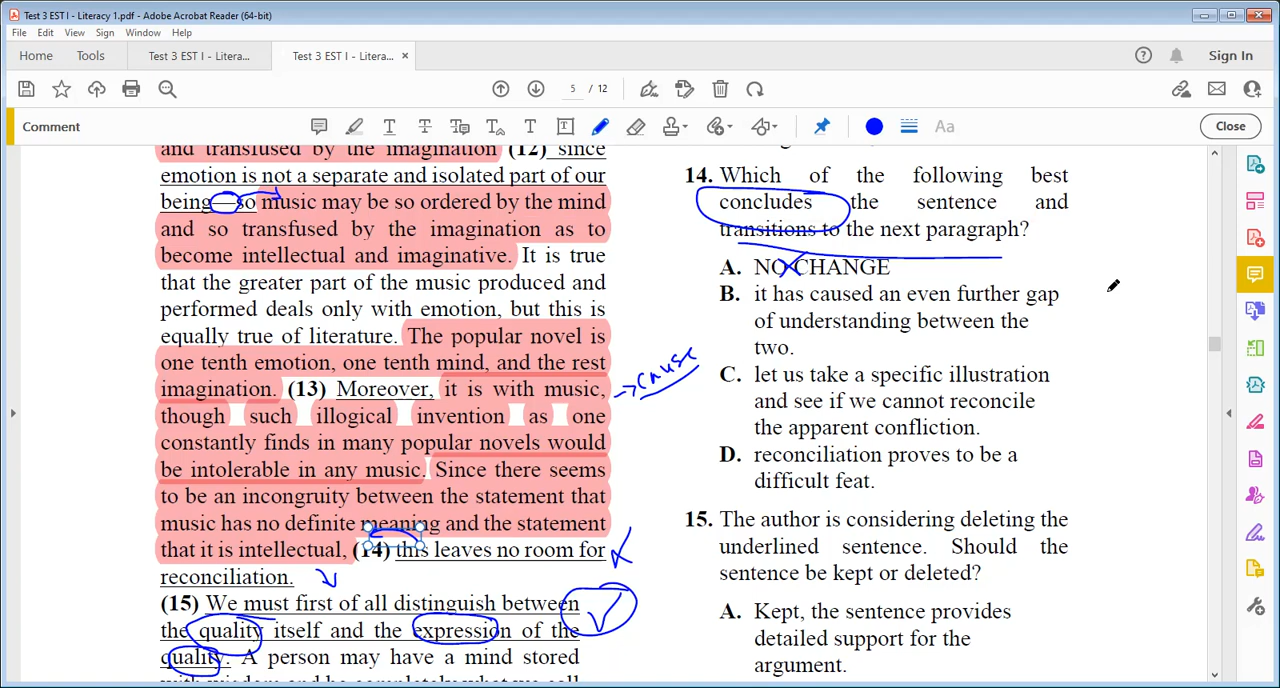 Test 3 EST I - Literacy 1.pdf - Adobe Acrobat Reader (64-bit)
File Edit View Sign Window Help
Home Tools Test 3 EST I - Litera... Test 3 EST I - Litera... ×
Sign In
5 / 12
Comment
Aa
Close
and transfused by the imagination (12) since
emotion is not a separate and isolated part of our
being—so music may be so ordered by the mind
and so transfused by the imagination as to
become intellectual and imaginative. It is true
that the greater part of the music produced and
performed deals only with emotion, but this is
equally true of literature. The popular novel is
one tenth emotion, one tenth mind, and the rest
imagination. (13) Moreover, it is with music,
cause
though such illogical invention as one
constantly finds in many popular novels would
be intolerable in any music. Since there seems
to be an incongruity between the statement that
music has no definite meaning and the statement
that it is intellectual, (14) this leaves no room for
reconciliation.
(15) We must first of all distinguish between
the quality itself and the expression of the
quality. A person may have a mind stored
14. Which of the following best
concludes the sentence and
transitions to the next paragraph?
A. NO CHANGE
B. it has caused an even further gap
of understanding between the
two.
C. let us take a specific illustration
and see if we cannot reconcile
the apparent confliction.
D. reconciliation proves to be a
difficult feat.
15. The author is considering deleting the
underlined sentence. Should the
sentence be kept or deleted?
A. Kept, the sentence provides
detailed support for the
argument.